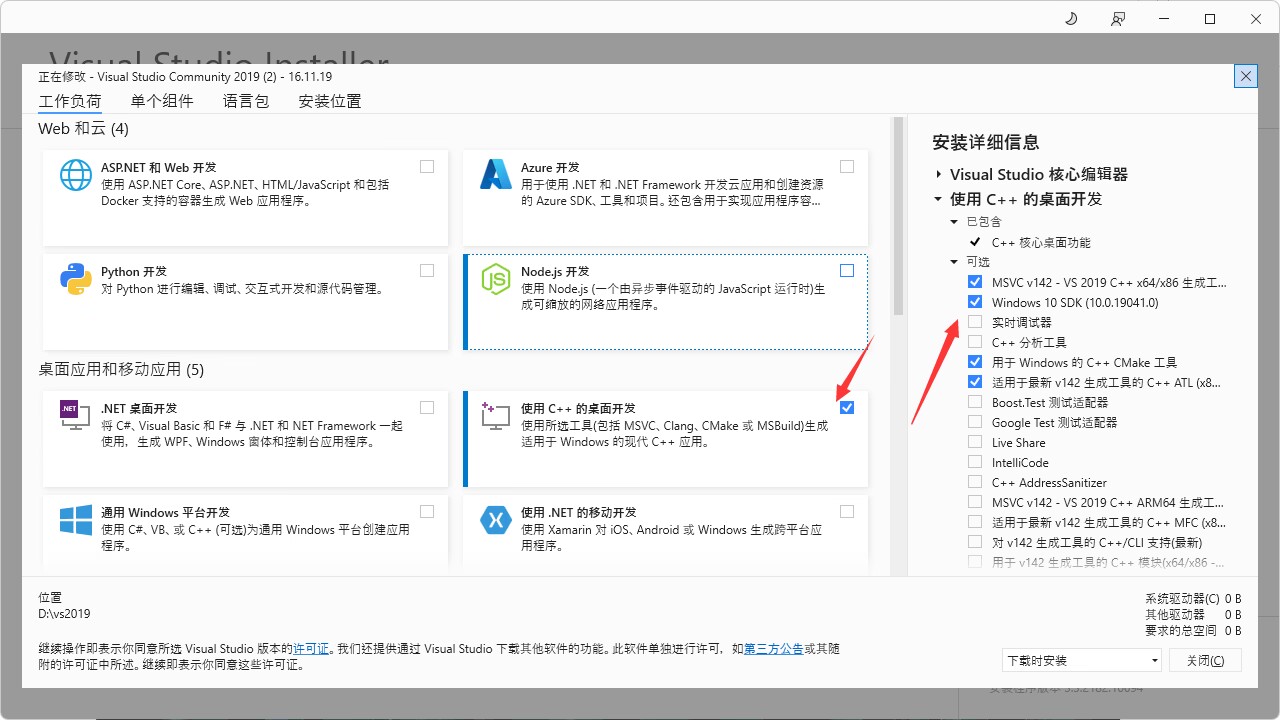 Visual Studio Installer
正在修改 - Visual Studio Community 2019 (2) - 16.11.19
工作负荷 单个组件 语言包 安装位置
Web 和云 (4)
ASP.NET 和 Web 开发
使用 ASP.NET Core、ASP.NET、HTML/JavaScript 和包括
Docker 支持的容器生成 Web 应用程序。
Azure 开发
用于使用 .NET 和 .NET Framework 开发云应用和创建资源
的 Azure SDK、工具和项目。还包含用于实现应用程序容...
Python 开发
对 Python 进行编辑、调试、交互式开发和源代码管理。
JS
Node.js 开发
使用 Node.js (一个由异步事件驱动的 JavaScript 运行时)生
成可缩放的网络应用程序。
桌面应用和移动应用 (5)
.NET
.NET 桌面开发
将 C#、Visual Basic 和 F# 与 .NET 和 NET Framework 一起
使用，生成 WPF、Windows 窗体和控制台应用程序。
使用 C++ 的桌面开发
使用所选工具(包括 MSVC、Clang、CMake 或 MSBuild)生成
适用于 Windows 的现代 C++ 应用。
通用 Windows 平台开发
使用 C#、VB、或 C++ (可选)为通用 Windows 平台创建应用
程序。
使用 .NET 的移动开发
使用 Xamarin 对 iOS、Android 或 Windows 生成跨平台应
用程序。
安装详细信息
Visual Studio 核心编辑器
使用 C++ 的桌面开发
已包含
C++ 核心桌面功能
可选
MSVC v142 - VS 2019 C++ x64/x86 生成工...
Windows 10 SDK (10.0.19041.0)
实时调试器
C++ 分析工具
用于 Windows 的 C++ CMake 工具
适用于最新 v142 生成工具的 C++ ATL (x8...
Boost.Test 测试适配器
Google Test 测试适配器
Live Share
IntelliCode
C++ AddressSanitizer
MSVC v142 - VS 2019 C++ ARM64 生成工...
适用于最新 v142 生成工具的 C++ MFC (x8...
对 v142 生成工具的 C++/CLI 支持(最新)
用于 v142 生成工具的 C++ 模块(x64/x86 -...
位置
D:\vs2019
继续操作即表示你同意所选 Visual Studio 版本的许可证。我们还提供通过 Visual Studio 下载其他软件的功能。此软件单独进行许可，如第三方公告或其随
附的许可证中所述。继续即表示你同意这些许可证。
系统驱动器(C) 0 B
其他驱动器 0 B
要求的总空间 0 B
下载时安装
关闭(C)